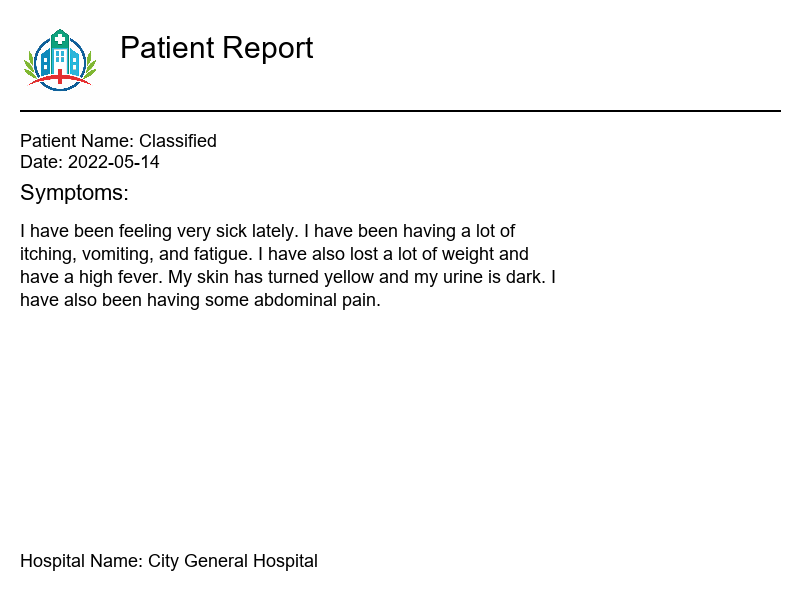 Patient Report
Patient Name: Classified
Date: 2022-05-14
Symptoms:
I have been feeling very sick lately. I have been having a lot of
itching, vomiting, and fatigue. I have also lost a lot of weight and
have a high fever. My skin has turned yellow and my urine is dark. I
have also been having some abdominal pain.
Hospital Name: City General Hospital